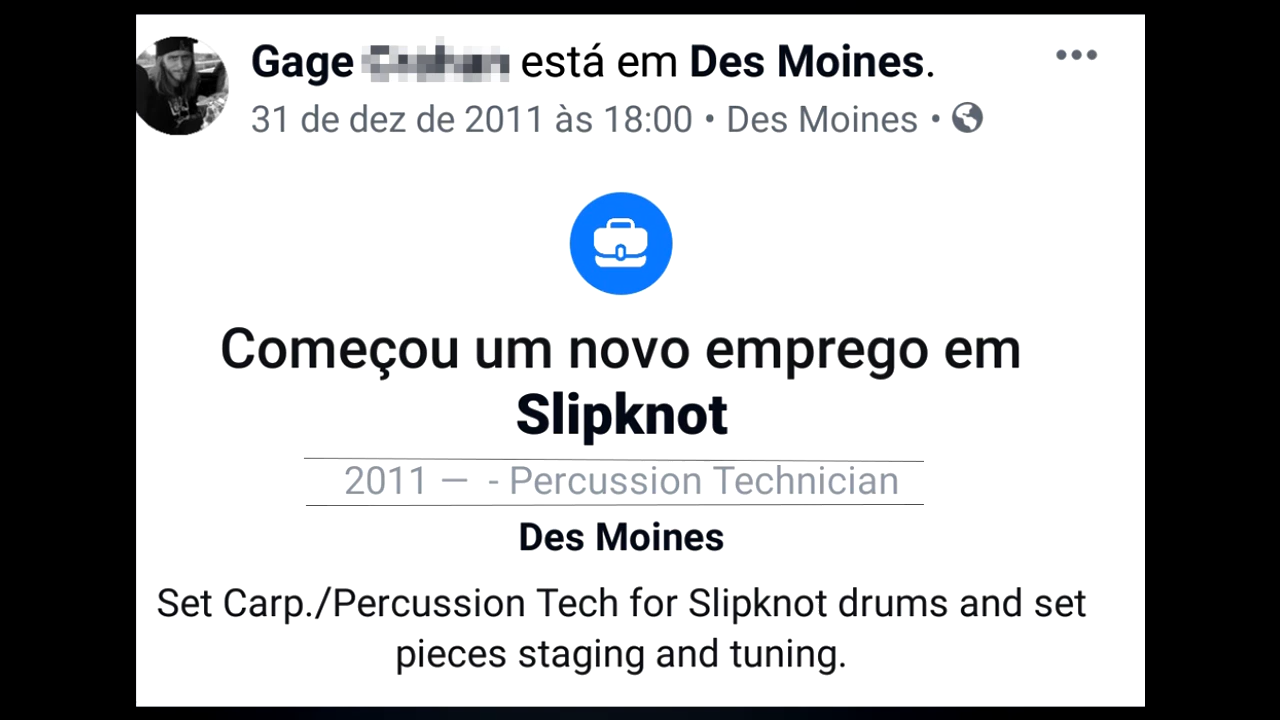 Gage está em Des Moines.
31 de dez de 2011 às 18:00 • Des Moines •
Começou um novo emprego em
Slipknot
2011 — - Percussion Technician
Des Moines
Set Carp./Percussion Tech for Slipknot drums and set
pieces staging and tuning.